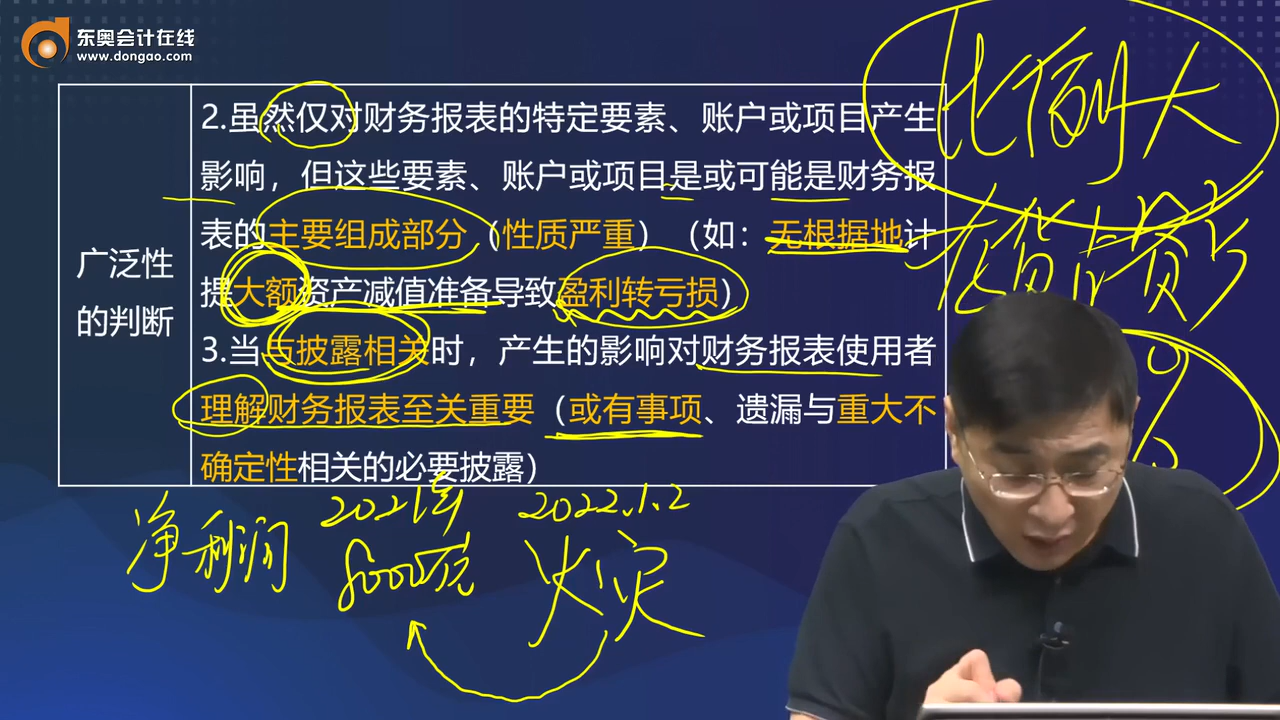 东奥会计在线
www.dongao.com
比例大
广泛性
的判断
2.虽然仅对财务报表的特定要素、账户或项目产生
影响，但这些要素、账户或项目是或可能是财务报
表的主要组成部分（性质严重）（如：无根据地计
提大额资产减值准备导致盈利转亏损）
3.当与披露相关时，产生的影响对财务报表使用者
理解财务报表至关重要（或有事项、遗漏与重大不
确定性相关的必要披露）
净利润
2021年
8000万元
2022.1.2
火灾